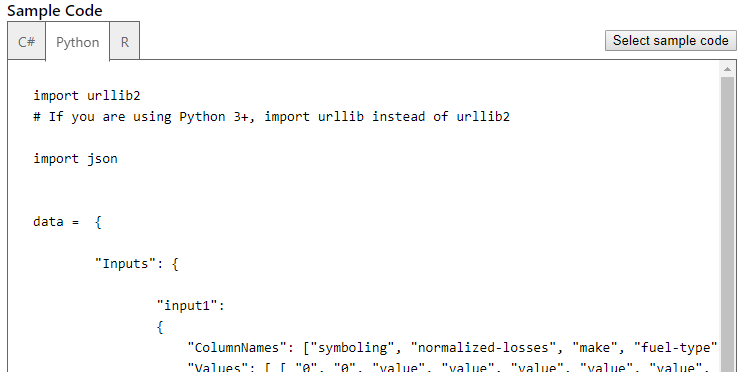 Sample Code
C# Python R
Select sample code
import urllib2
# If you are using Python 3+, import urllib instead of urllib2
import json
data =  {
"Inputs": {
"input1":
{
"ColumnNames": ["symboling", "normalized-losses", "make", "fuel-type"
"Values": [ [ "0", "0", "value", "value", "value", "value", "value",